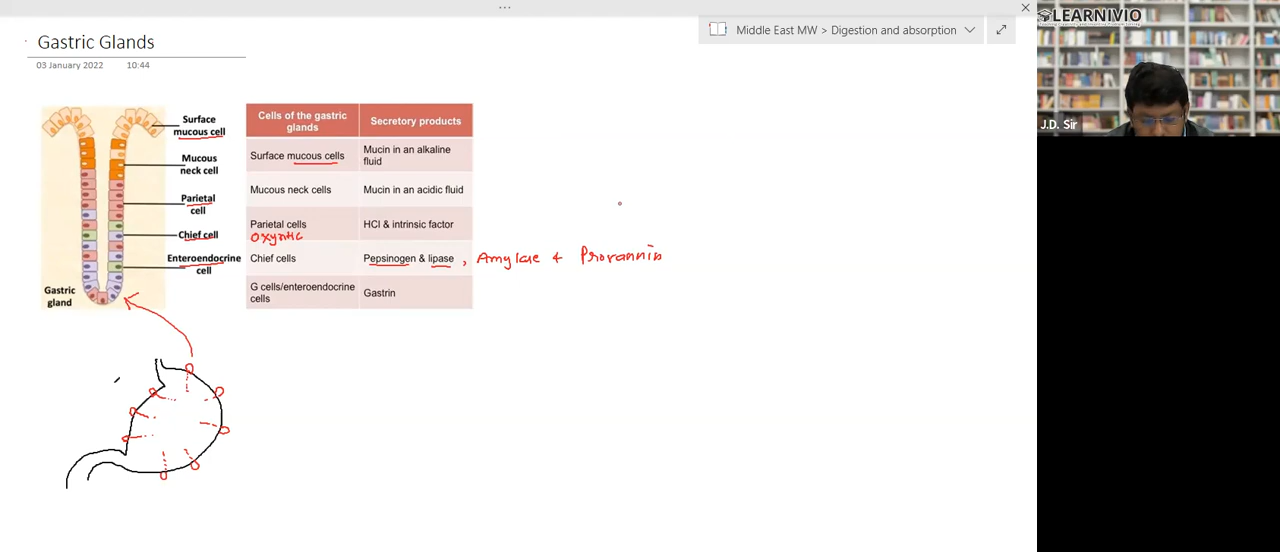 Gastric Glands
03 January 2022 10:44
Middle East MW > Digestion and absorption
LEARNIVIO
J.D. Sir
Surface
mucous cell
Mucous
neck cell
Parietal
cell
Chief cell
Enteroendocrine
cell
Gastric
gland
Cells of the gastric
glands
Secretory products
Surface mucous cells
Mucin in an alkaline
fluid
Mucous neck cells
Mucin in an acidic fluid
Parietal cells
Oxyntic
HCl & intrinsic factor
Chief cells
Pepsinogen & lipase , Amylase + Prorennin
G cells/enteroendocrine
cells
Gastrin